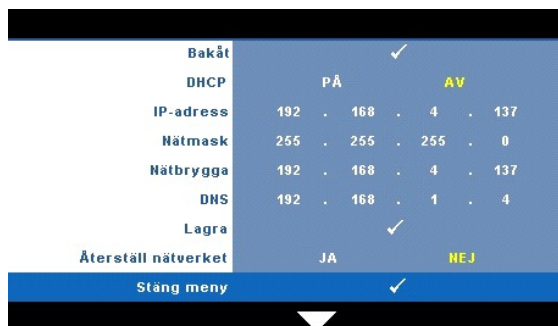 Bakåt ✓
DHCP PÅ AV
IP-adress 192 . 168 . 4 . 137
Nätmask 255 . 255 . 255 . 0
Nätbrygga 192 . 168 . 4 . 137
DNS 192 . 168 . 1 . 4
Lagra ✓
Återställ nätverket JA NEJ
Stäng meny ✓